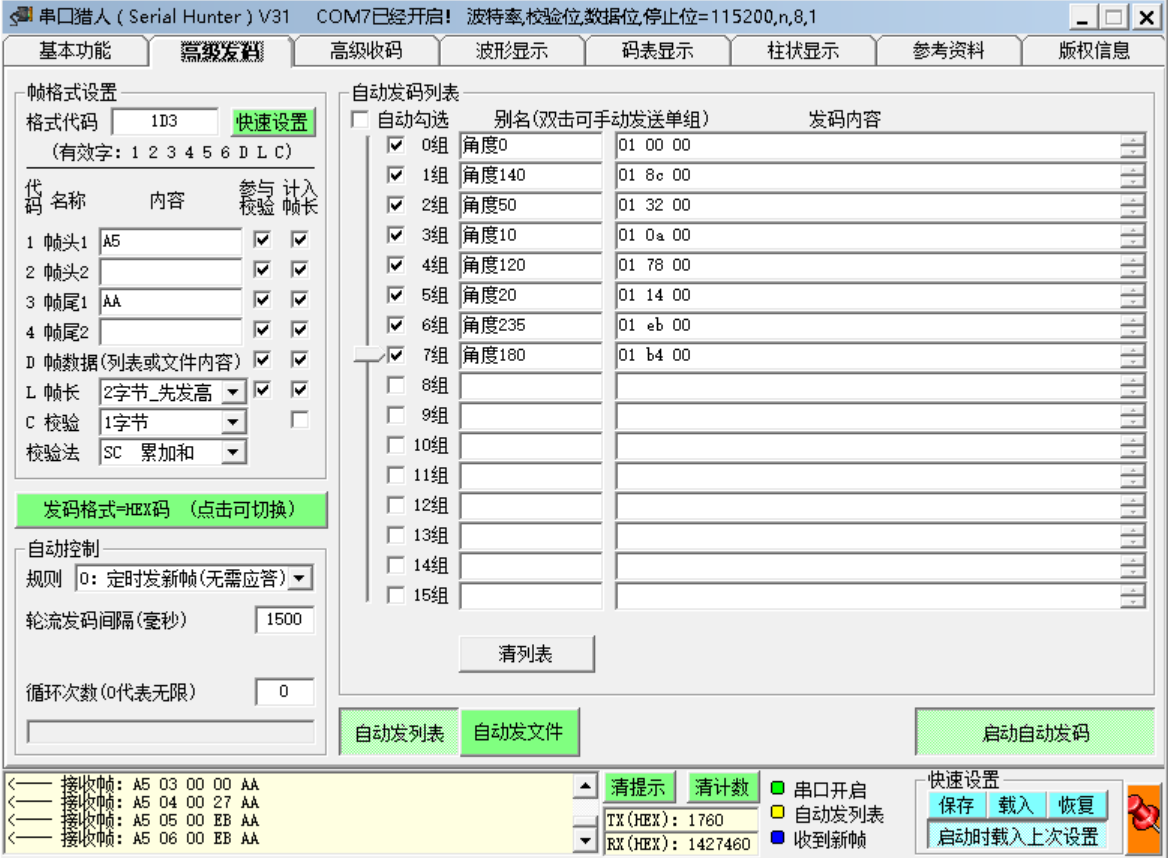 串口猎人(Serial Hunter)V31 COM7已经开启! 波特率,校验位,数据位,停止位=115200,n,8,1
基本功能 高级发码 高级收码 波形显示 码表显示 柱状显示 参考资料 版权信息
帧格式设置
格式代码 1D3 快速设置
(有效字: 1 2 3 4 5 6 D L C)
代码 名称 内容 参与校验 计入帧长
1 帧头1 A5
2 帧头2
3 帧尾1 AA
4 帧尾2
D 帧数据(列表或文件内容)
L 帧长 2字节_先发高
C 校验 1字节
校验法 SC 累加和
发码格式=HEX码 (点击可切换)
自动控制
规则 0: 定时发新帧(无需应答)
轮流发码间隔(毫秒) 1500
循环次数(0代表无限) 0
自动发码列表
自动勾选 别名(双击可手动发送单组) 发码内容
0组 角度0 01 00 00
1组 角度140 01 8c 00
2组 角度50 01 32 00
3组 角度10 01 0a 00
4组 角度120 01 78 00
5组 角度20 01 14 00
6组 角度235 01 eb 00
7组 角度180 01 b4 00
8组
9组
10组
11组
12组
13组
14组
15组
清列表
自动发列表 自动发文件 启动自动发码
<—— 接收帧: A5 03 00 00 AA
<—— 接收帧: A5 04 00 27 AA
<—— 接收帧: A5 05 00 EB AA
<—— 接收帧: A5 06 00 EB AA
清提示 清计数
TX(HEX): 1760
RX(HEX): 1427460
串口开启
自动发列表
收到新帧
快速设置
保存 载入 恢复
启动时载入上次设置